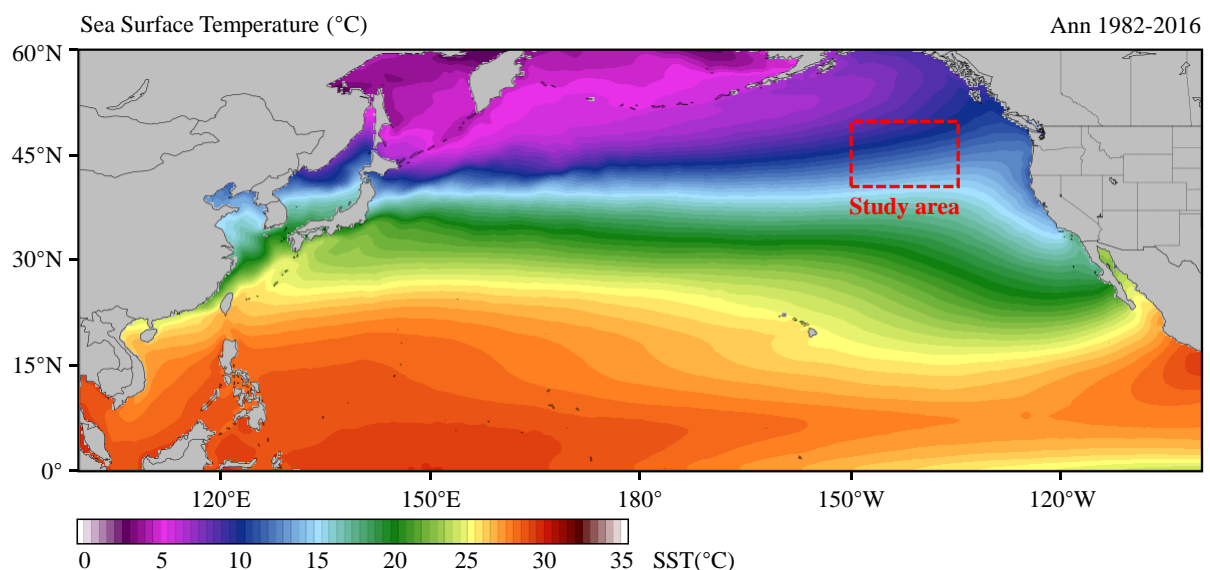 Sea Surface Temperature (°C) Ann 1982-2016
60°N
45°N
Study area
30°N
15°N
0°
120°E 150°E 180° 150°W 120°W
0 5 10 15 20 25 30 35 SST(°C)